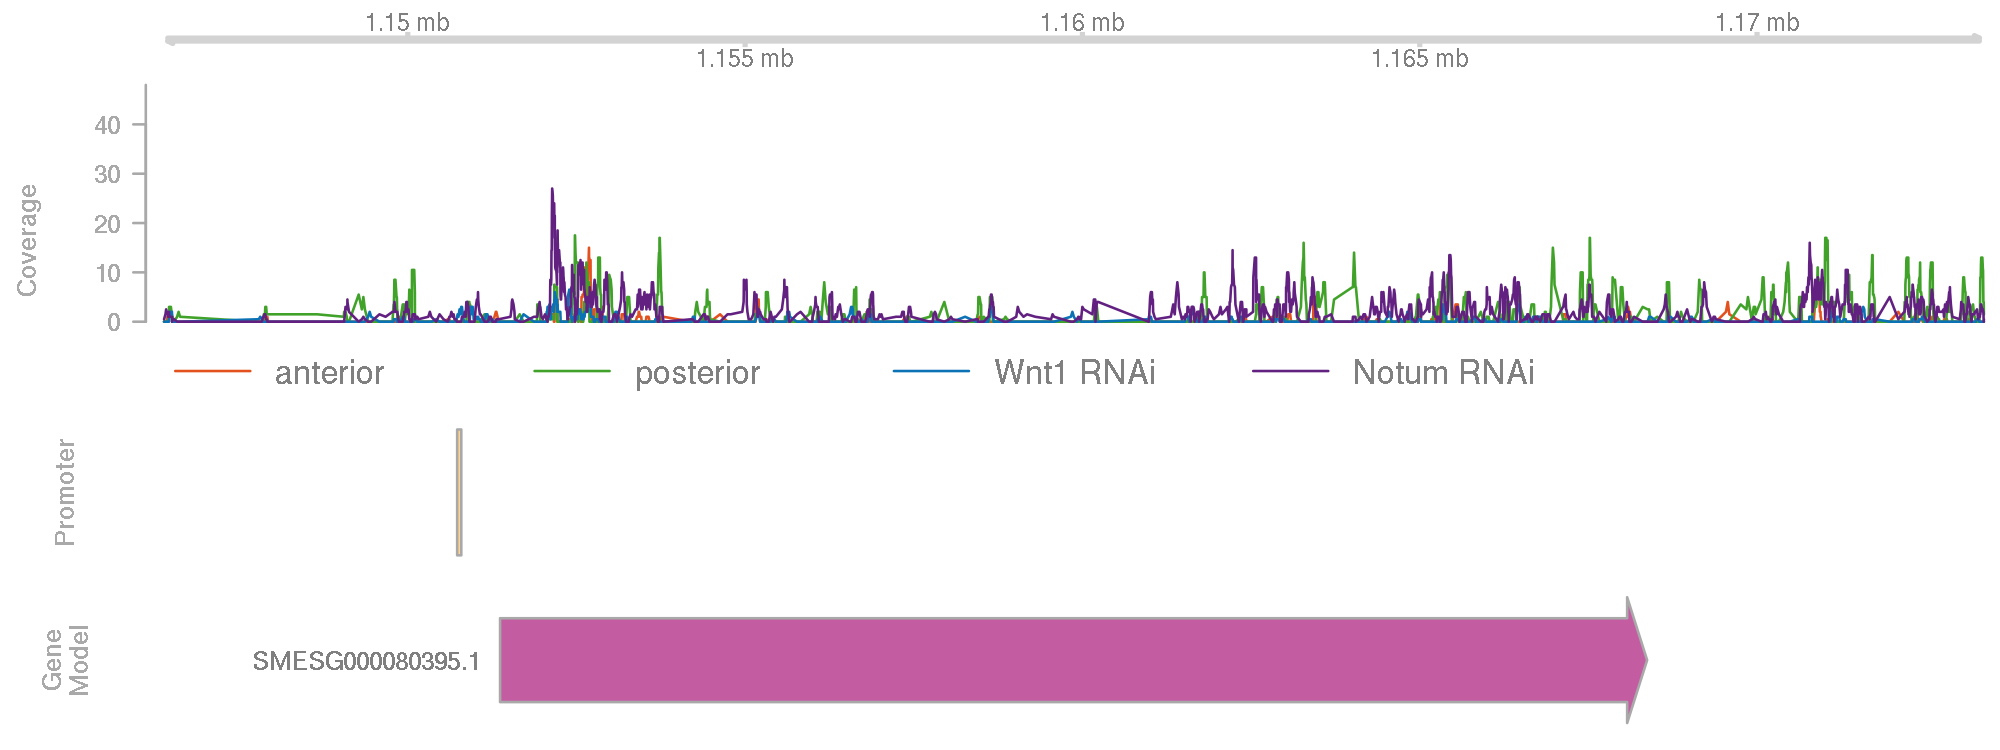 1.15 mb 1.16 mb 1.17 mb
1.155 mb 1.165 mb
Coverage
40
30
20
10
0
anterior posterior Wnt1 RNAi Notum RNAi
Promoter
Gene
Model
SMESG000080395.1